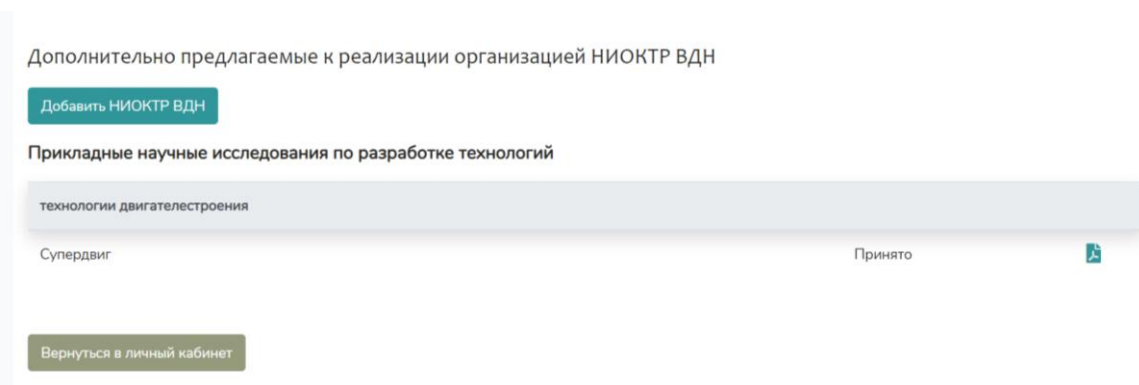 Дополнительно предлагаемые к реализации организацией НИОКТР ВДН
Добавить НИОКТР ВДН
Прикладные научные исследования по разработке технологий
технологии двигателестроения
Супердвиг Принято
Вернуться в личный кабинет